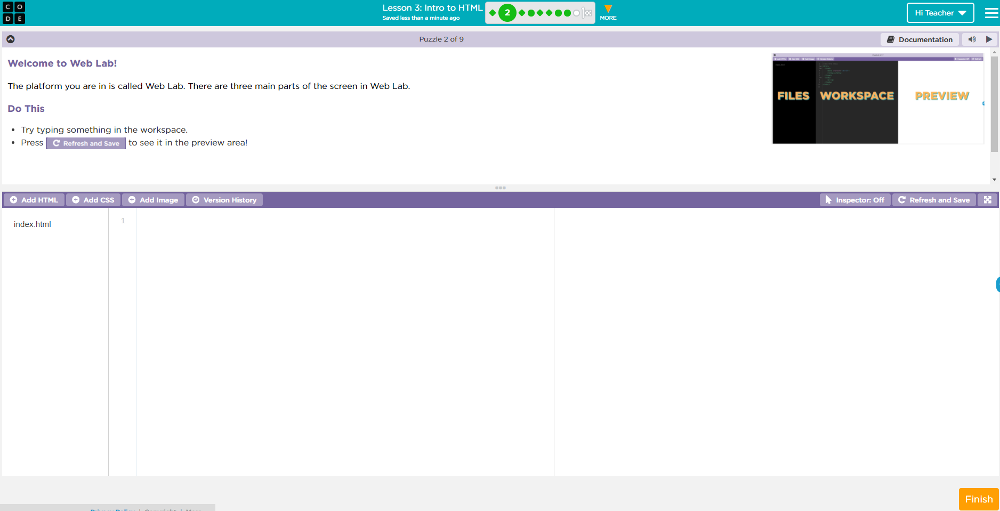 C O
D E
Lesson 3: Intro to HTML
Saved less than a minute ago
2
MORE
Hi Teacher
Puzzle 2 of 9
Documentation
Welcome to Web Lab!
The platform you are in is called Web Lab. There are three main parts of the screen in Web Lab.
Do This
• Try typing something in the workspace.
• Press Refresh and Save to see it in the preview area!
FILES WORKSPACE PREVIEW
Add HTML Add CSS Add Image Version History Inspector: Off Refresh and Save
index.html
1
Finish
Privacy Policy | Copyright | More